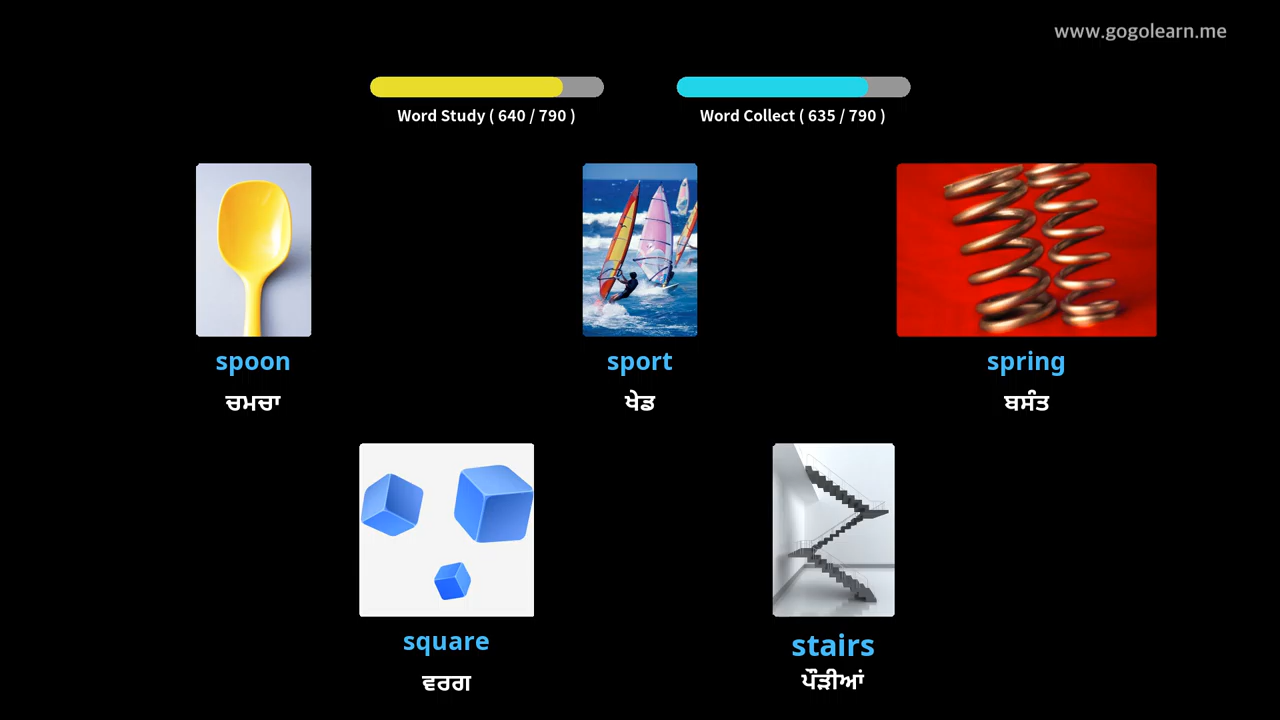 www.gogolearn.me
Word Study ( 640 / 790 )
Word Collect ( 635 / 790 )
spoon
ਚਮਚਾ
sport
ਖੇਡ
spring
ਬਸੰਤ
square
ਵਰਗ
stairs
ਪੌੜੀਆਂ